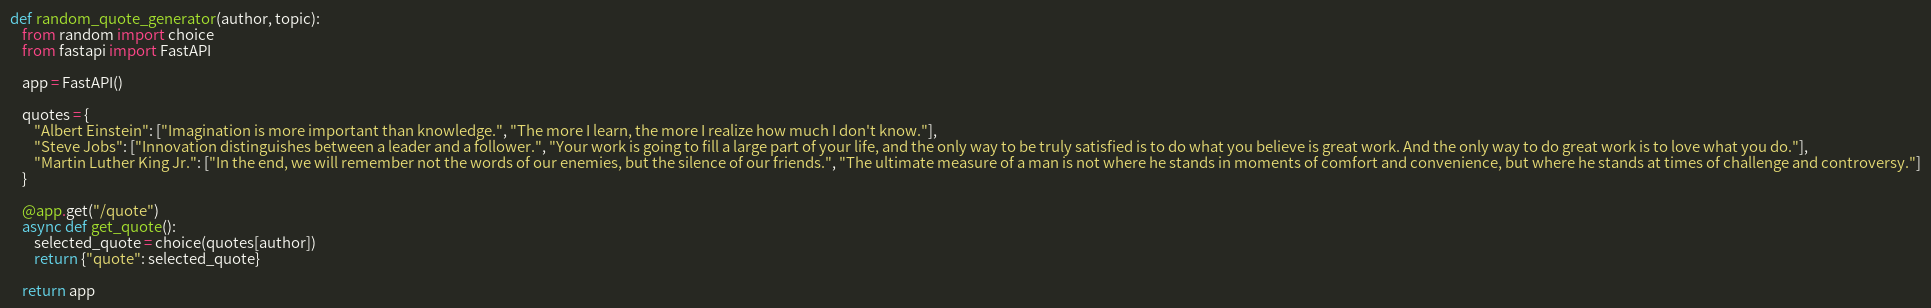 def random_quote_generator(author, topic):
from random import choice
from fastapi import FastAPI
app = FastAPI()
quotes = {
"Albert Einstein": ["Imagination is more important than knowledge.", "The more I learn, the more I realize how much I don't know."],
"Steve Jobs": ["Innovation distinguishes between a leader and a follower.", "Your work is going to fill a large part of your life, and the only way to be truly satisfied is to do what you believe is great work. And the only way to do great work is to love what you do."],
"Martin Luther King Jr.": ["In the end, we will remember not the words of our enemies, but the silence of our friends.", "The ultimate measure of a man is not where he stands in moments of comfort and convenience, but where he stands at times of challenge and controversy."]
}
@app.get("/quote")
async def get_quote():
selected_quote = choice(quotes[author])
return {"quote": selected_quote}
return app